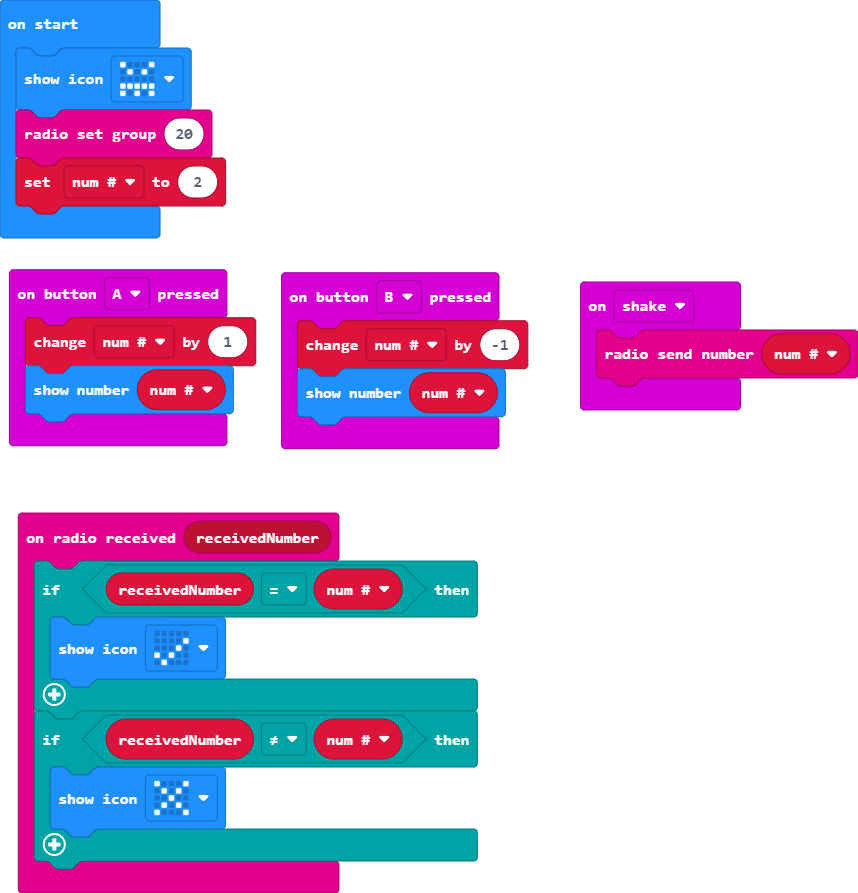 on start
show icon
radio set group 20
set num # to 2
on button A pressed
change num # by 1
show number num #
on button B pressed
change num # by -1
show number num #
on shake
radio send number num #
on radio received receivedNumber
if receivedNumber = num # then
show icon
if receivedNumber ≠ num # then
show icon